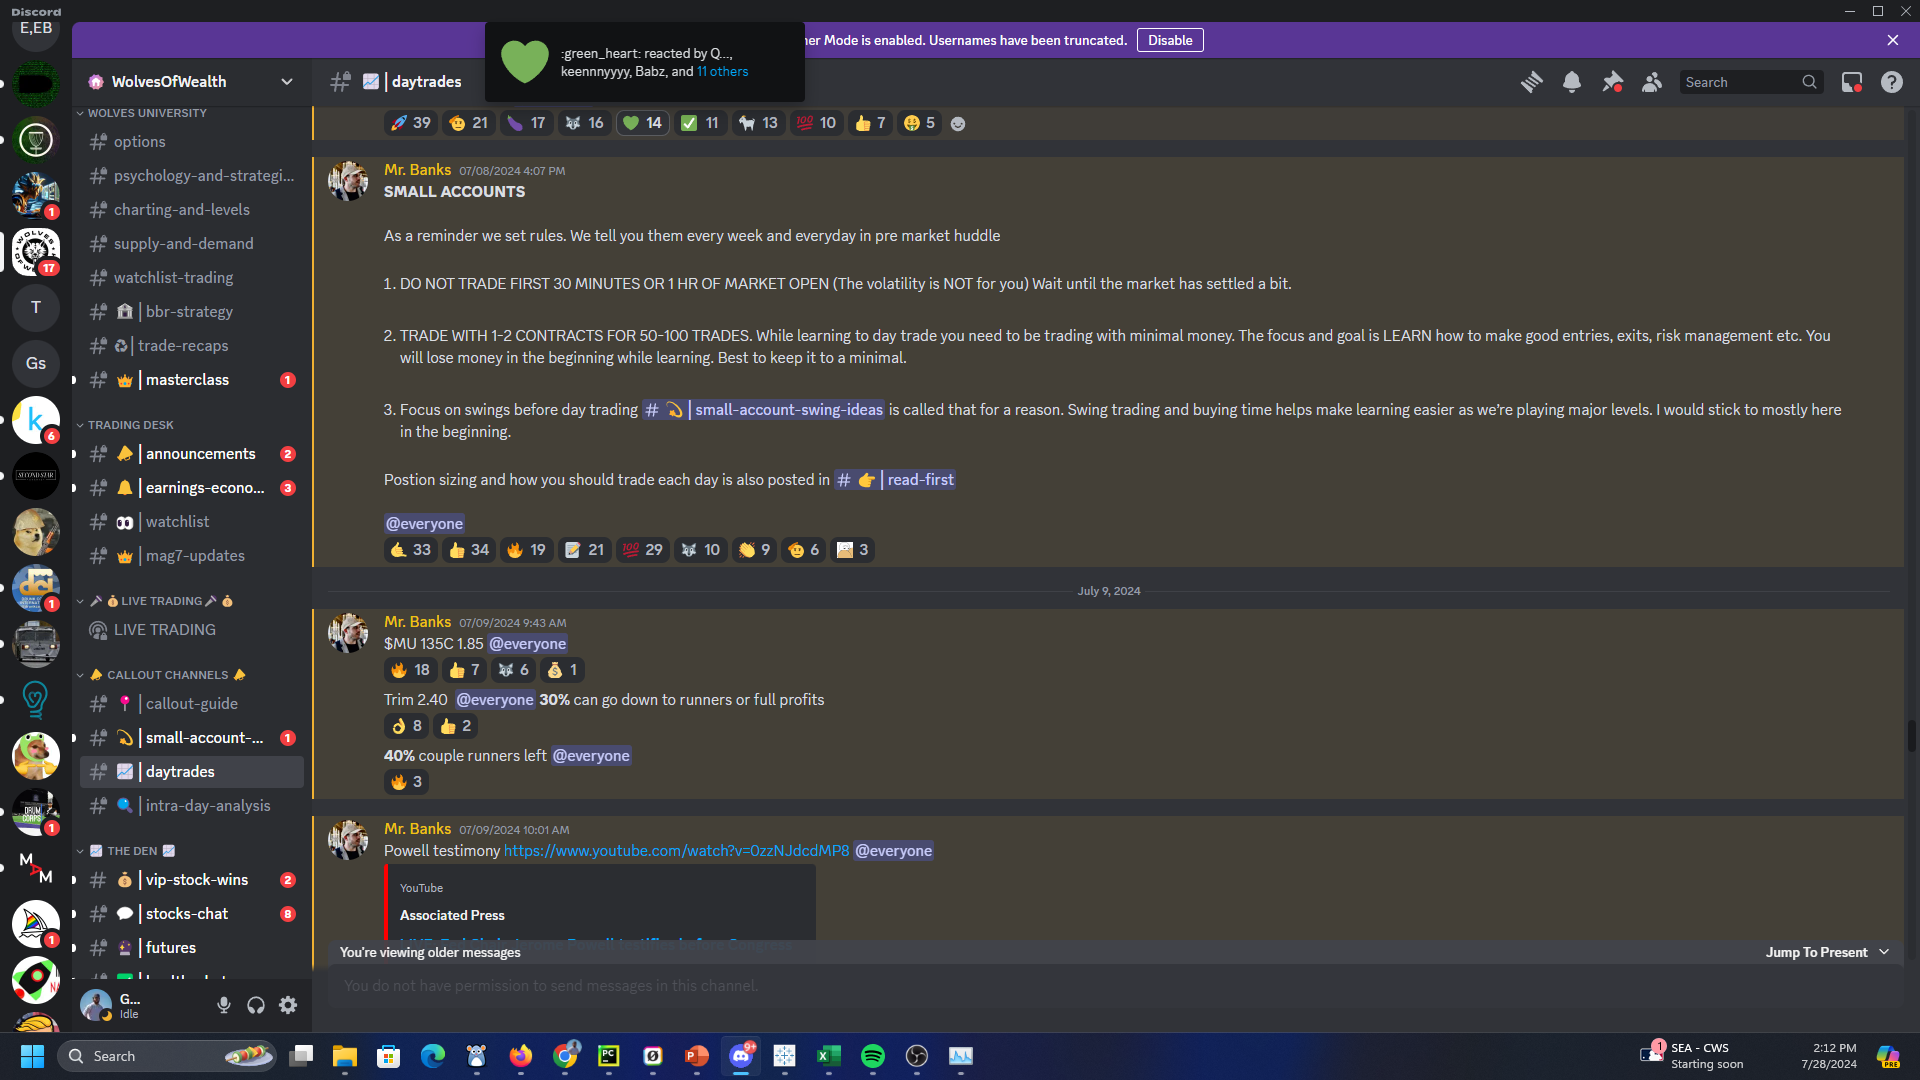 Discord
E,EB
:green_heart: reacted by Q...,
keennnyyyy, Babz, and 11 others
er Mode is enabled. Usernames have been truncated.
Disable
WolvesOfWealth
| daytrades
Search
WOLVES UNIVERSITY
options
psychology-and-strategi...
charting-and-levels
supply-and-demand
watchlist-trading
| bbr-strategy
| trade-recaps
| masterclass 1
TRADING DESK
| announcements 2
| earnings-econo... 3
| watchlist
| mag7-updates
LIVE TRADING
LIVE TRADING
CALLOUT CHANNELS
| callout-guide
| small-account-... 1
| daytrades
| intra-day-analysis
THE DEN
| vip-stock-wins 2
| stocks-chat 8
| futures
1
17
T
Gs
k
6
SECOND STAR
dci
1
DRUM CORPS
1
M A M
1
G...
Idle
39 21 17 16 14 11 13 10 7 5
Mr. Banks 07/08/2024 4:07 PM
SMALL ACCOUNTS
As a reminder we set rules. We tell you them every week and everyday in pre market huddle
1. DO NOT TRADE FIRST 30 MINUTES OR 1 HR OF MARKET OPEN (The volatility is NOT for you) Wait until the market has settled a bit.
2. TRADE WITH 1-2 CONTRACTS FOR 50-100 TRADES. While learning to day trade you need to be trading with minimal money. The focus and goal is LEARN how to make good entries, exits, risk management etc. You
will lose money in the beginning while learning. Best to keep it to a minimal.
3. Focus on swings before day trading # | small-account-swing-ideas is called that for a reason. Swing trading and buying time helps make learning easier as we're playing major levels. I would stick to mostly here
in the beginning.
Postion sizing and how you should trade each day is also posted in # | read-first
@everyone
33 34 19 21 29 10 9 6 3
July 9, 2024
Mr. Banks 07/09/2024 9:43 AM
$MU 135C 1.85 @everyone
18 7 6 1
Trim 2.40 @everyone 30% can go down to runners or full profits
8 2
40% couple runners left @everyone
3
Mr. Banks 07/09/2024 10:01 AM
Powell testimony https://www.youtube.com/watch?v=0zzNJdcdMP8 @everyone
YouTube
Associated Press
You're viewing older messages
Jump To Present
You do not have permission to send messages in this channel.
Search
9+
1
SEA - CWS
Starting soon
2:12 PM
7/28/2024
PRE